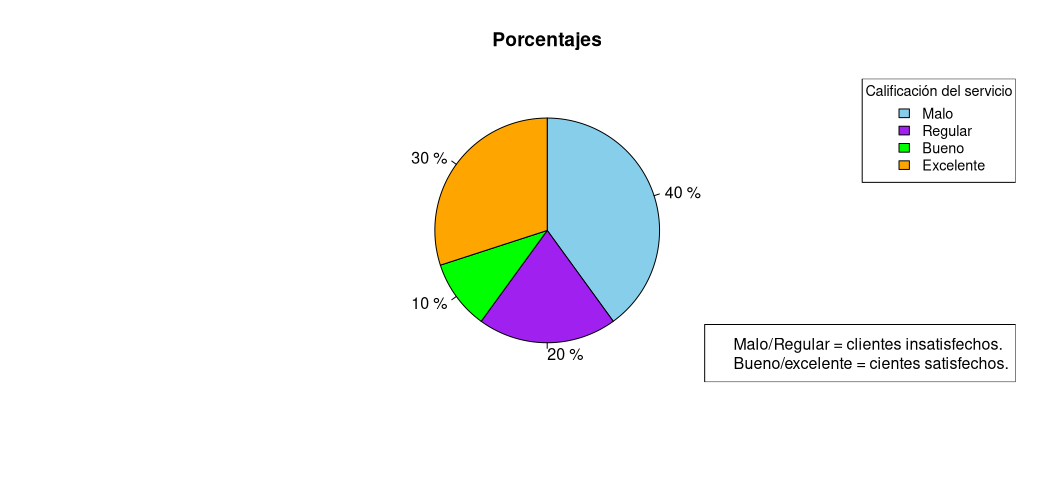 Porcentajes
Calificación del servicio
Malo
Regular
Bueno
Excelente
30 %
40 %
10 %
20 %
Malo/Regular = clientes insatisfechos.
Bueno/excelente = cientes satisfechos.